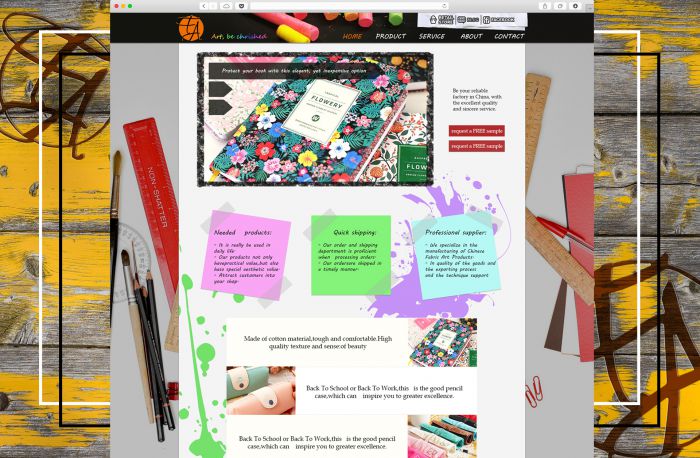 RETAIL STORE BLOG FACEBOOK
Art, be chrished
HOME PRODUCT SERVICE ABOUT CONTACT
Protect your book with this elegant, yet inexpensive option
FLOWERY
Be your reliable
factory in China, with
the excellent quality
and sincere service.
request a FREE sample
request a FREE sample
NON-SHATTER
FLOW
Needed products:
- It is really be used in
daily life
- Our products not only
havepractical value,but also
have special aesthetic value
- Attract customers into
your shop
Quick shipping:
- Our order and shipping
department is proficient
when processing orders
- Our ordersare shipped in
a timely manner
Professional supplier:
- We specialize in the
manufacturing of Chinese
Fabric Art Products
- In quality of the goods and
the exporting process
and the technique support
Made of cotton material,tough and comfortable.High
quality texture and sense of beauty
Back To School or Back To Work,this is the good pencil
case,which can inspire you to greater excellence.
Back To School or Back To Work,this is the good pencil
case,which can inspire you to greater excellence.